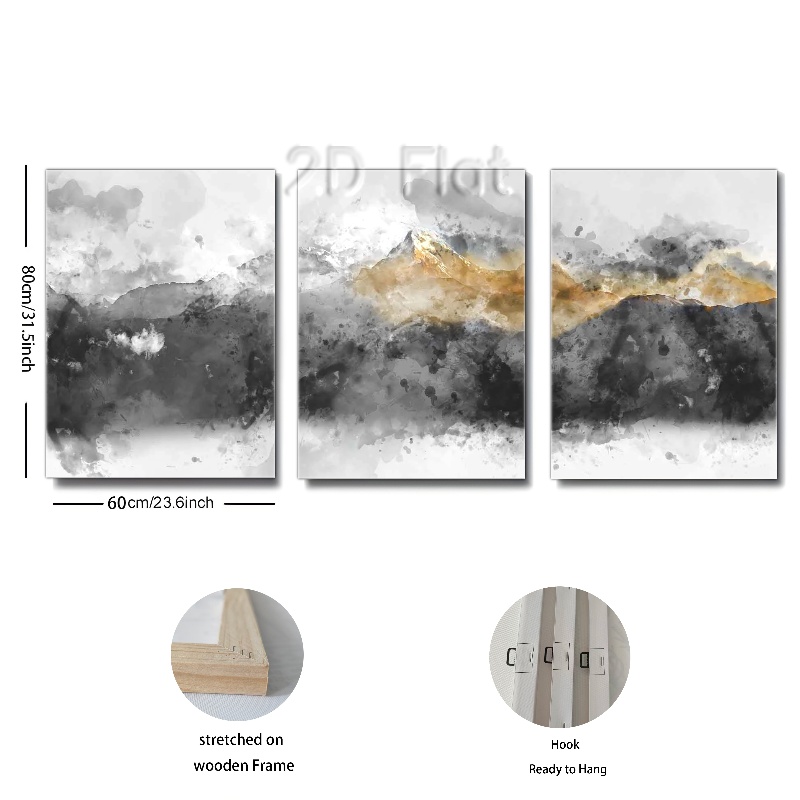 2D Flat
80cm/31.5inch
60cm/23.6inch
stretched on
wooden Frame
Hook
Ready to Hang